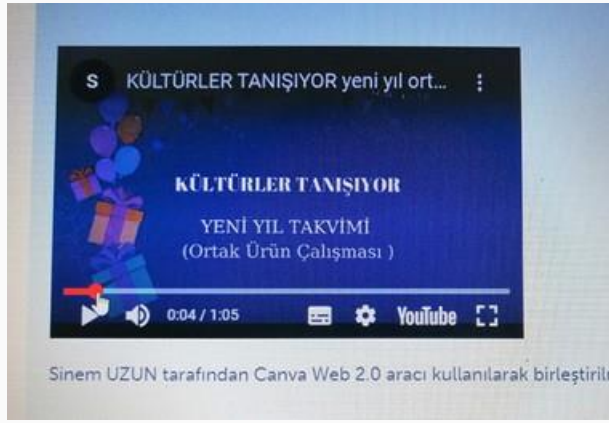 S KÜLTÜRLER TANIŞIYOR yeni yıl ort...
KÜLTÜRLER TANIŞIYOR
YENİ YIL TAKVİMİ
(Ortak Ürün Çalışması )
0:04 / 1:05 YouTube
Sinem UZUN tarafından Canva Web 2.0 aracı kullanılarak